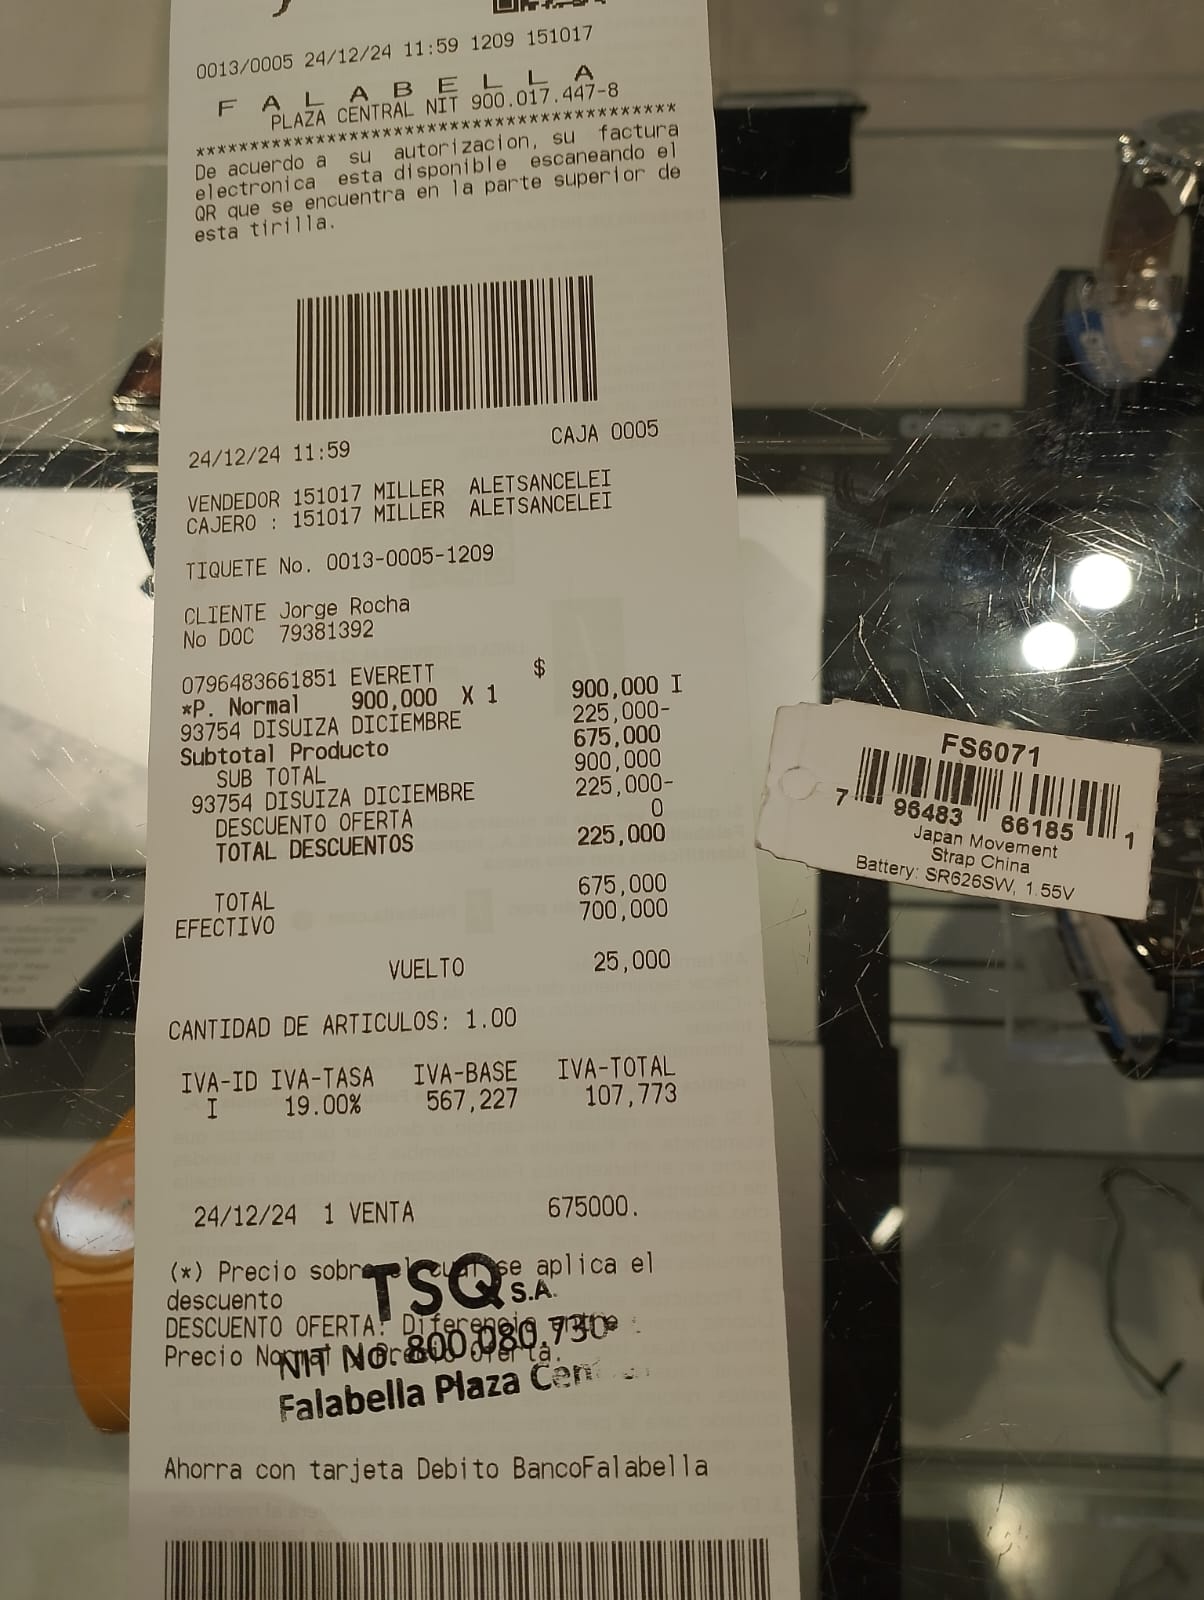 0013/0005 24/12/24 11:59 1209 151017
F A L A B E L L A
PLAZA CENTRAL NIT 900.017.447-8
******************************************
De acuerdo a su autorizacion, su factura
electronica esta disponible escaneando el
QR que se encuentra en la parte superior de
esta tirilla.
24/12/24 11:59 CAJA 0005
VENDEDOR 151017 MILLER ALETSANCELEI
CAJERO : 151017 MILLER ALETSANCELEI
TIQUETE No. 0013-0005-1209
CLIENTE Jorge Rocha
No DOC 79381392
0796483661851 EVERETT $
*P. Normal 900,000 X 1 900,000 I
93754 DISUIZA DICIEMBRE 225,000-
Subtotal Producto 675,000
SUB TOTAL 900,000
93754 DISUIZA DICIEMBRE 225,000-
DESCUENTO OFERTA 0
TOTAL DESCUENTOS 225,000
TOTAL 675,000
EFECTIVO 700,000
VUELTO 25,000
CANTIDAD DE ARTICULOS: 1.00
IVA-ID IVA-TASA IVA-BASE IVA-TOTAL
I 19.00% 567,227 107,773
24/12/24 1 VENTA 675000.
(*) Precio sobre el cual se aplica el
descuento
DESCUENTO OFERTA: Diferencia entre
Precio Normal y Precio Oferta.
TSQ S.A.
NIT No. 800.080.730
Falabella Plaza Cen
Ahorra con tarjeta Debito BancoFalabella
FS6071
7 96483 66185 1
Japan Movement
Strap China
Battery: SR626SW, 1.55V
CASIO